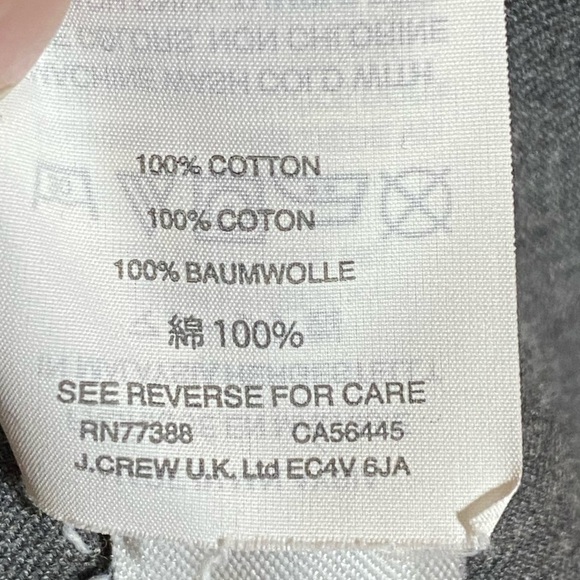 100% COTTON
100% COTON
100% BAUMWOLLE
綿 100%
SEE REVERSE FOR CARE
RN77388 CA56445
J.CREW U.K. Ltd EC4V 6JA